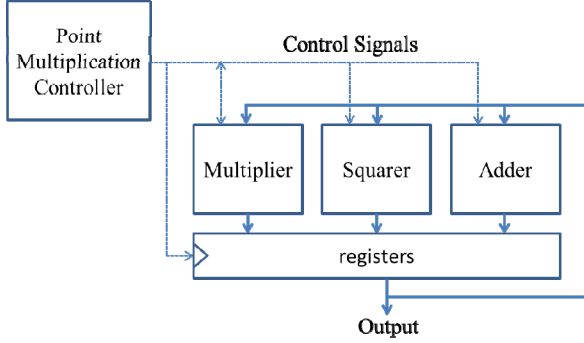 Point
Multiplication
Controller
Control Signals
Multiplier
Squarer
Adder
registers
Output